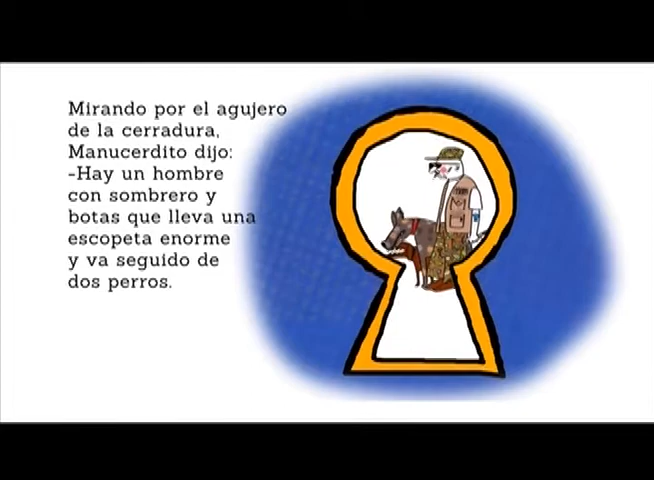 Mirando por el agujero
de la cerradura,
Manucerdito dijo:
-Hay un hombre
con sombrero y
botas que lleva una
escopeta enorme
y va seguido de
dos perros.